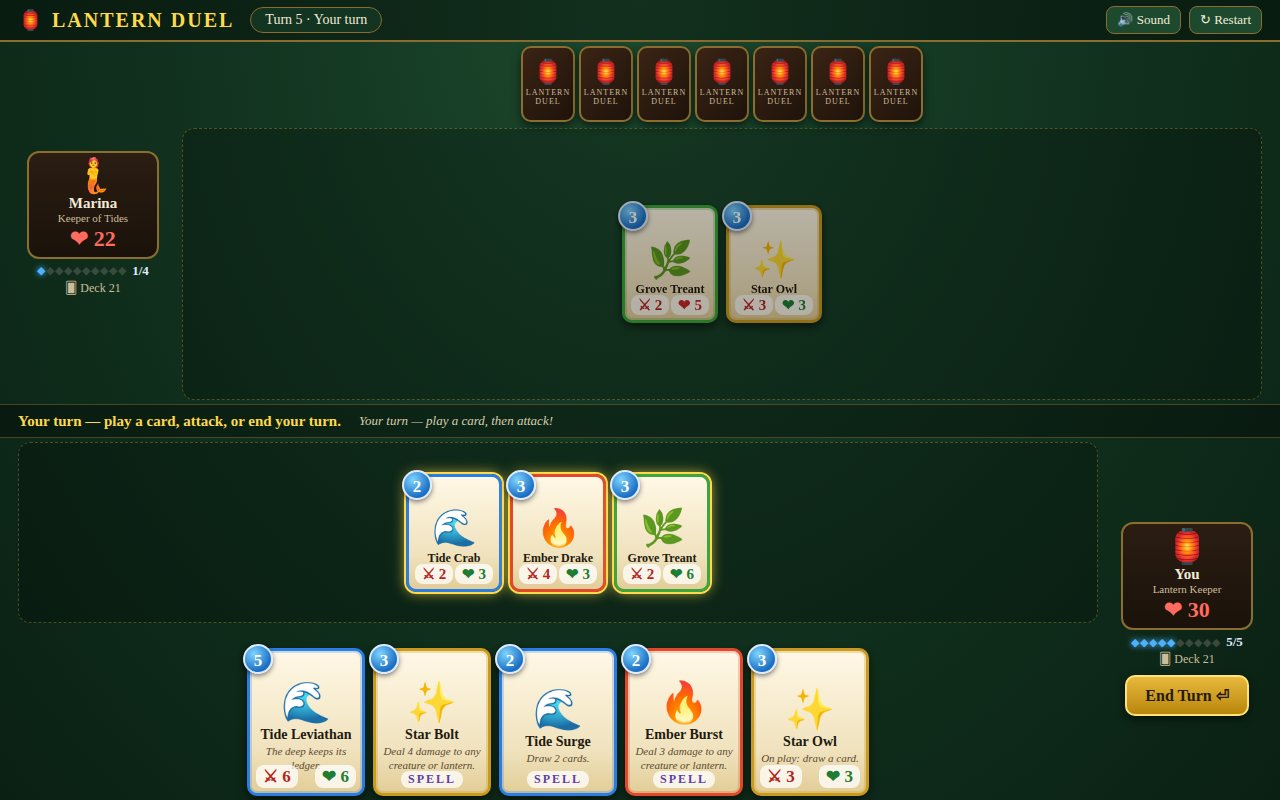 LANTERN DUEL
Turn 5 · Your turn
🔊 Sound
↻ Restart
LANTERN DUEL
LANTERN DUEL
LANTERN DUEL
LANTERN DUEL
LANTERN DUEL
LANTERN DUEL
LANTERN DUEL
Marina
Keeper of Tides
❤ 22
1/4
Deck 21
3
Grove Treant
⚔ 2 ❤ 5
3
Star Owl
⚔ 3 ❤ 3
Your turn — play a card, attack, or end your turn.
Your turn — play a card, then attack!
2
Tide Crab
⚔ 2 ❤ 3
3
Ember Drake
⚔ 4 ❤ 3
3
Grove Treant
⚔ 2 ❤ 6
You
Lantern Keeper
❤ 30
5/5
Deck 21
End Turn ⏎
5
Tide Leviathan
The deep keeps its
ledger
⚔ 6 ❤ 6
3
Star Bolt
Deal 4 damage to any
creature or lantern.
SPELL
2
Tide Surge
Draw 2 cards.
SPELL
2
Ember Burst
Deal 3 damage to any
creature or lantern.
SPELL
3
Star Owl
On play: draw a card.
⚔ 3 ❤ 3